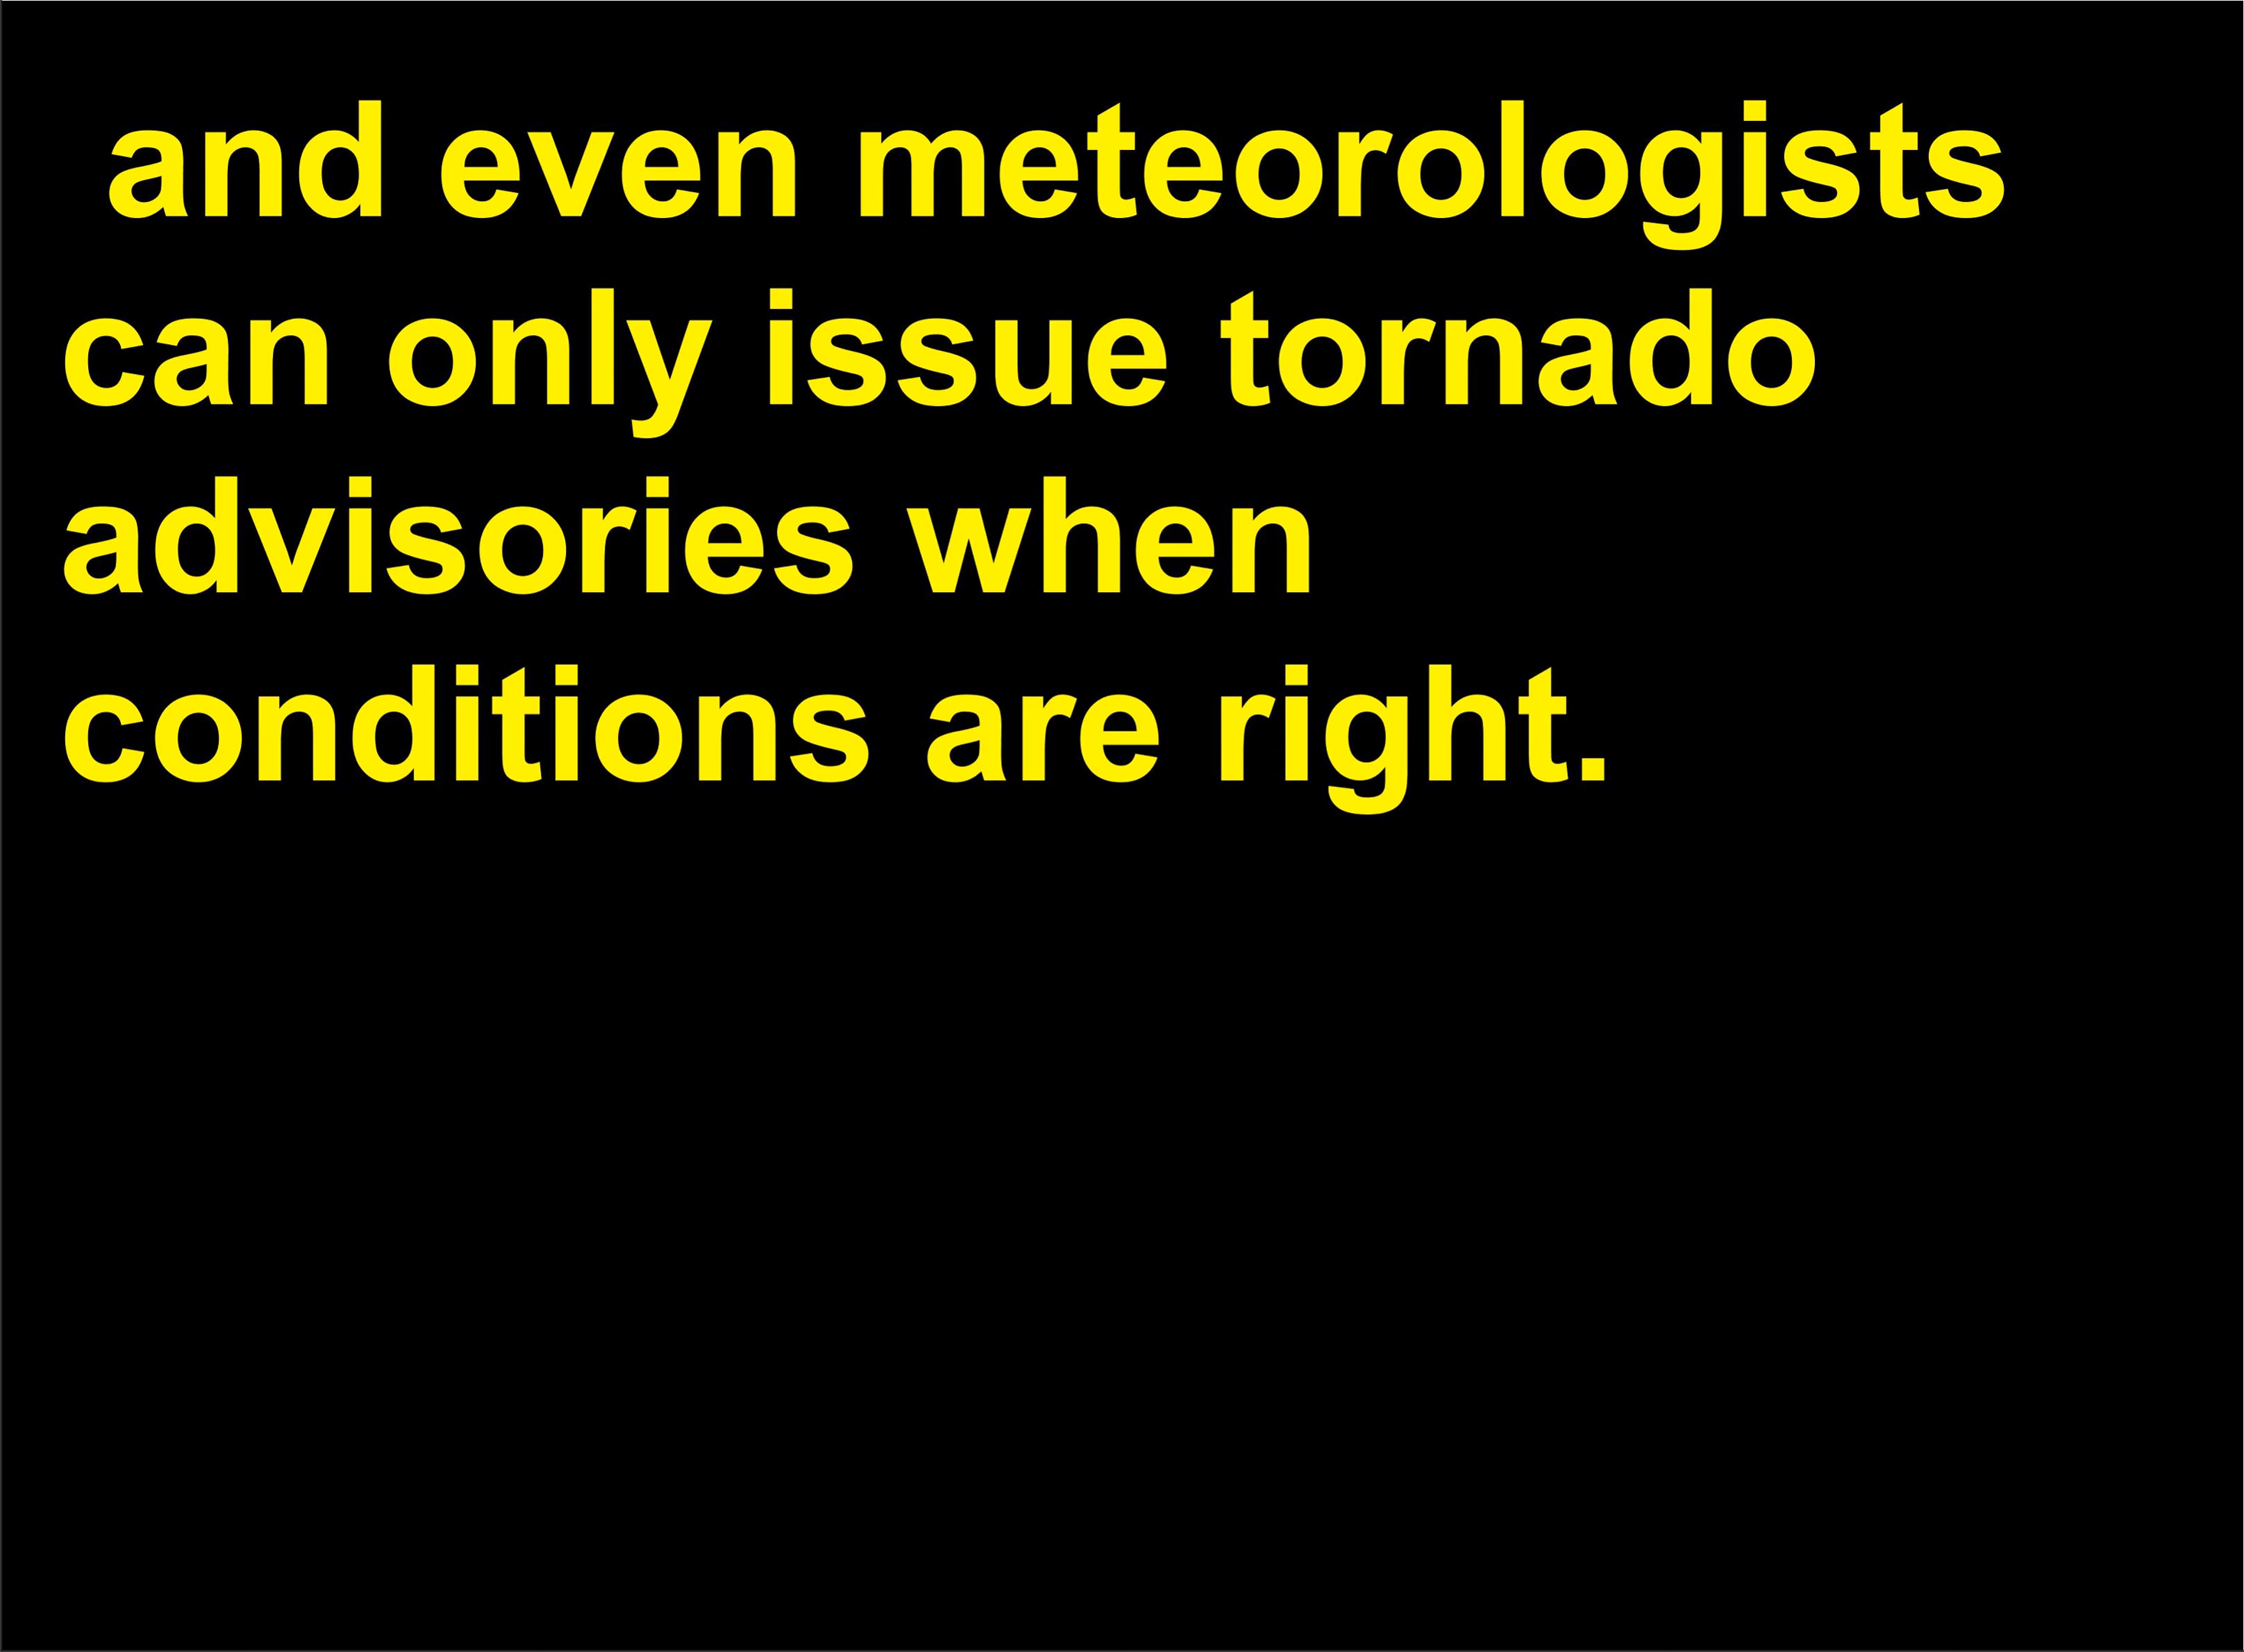 and even meteorologists
can only issue tornado
advisories when
conditions are right.